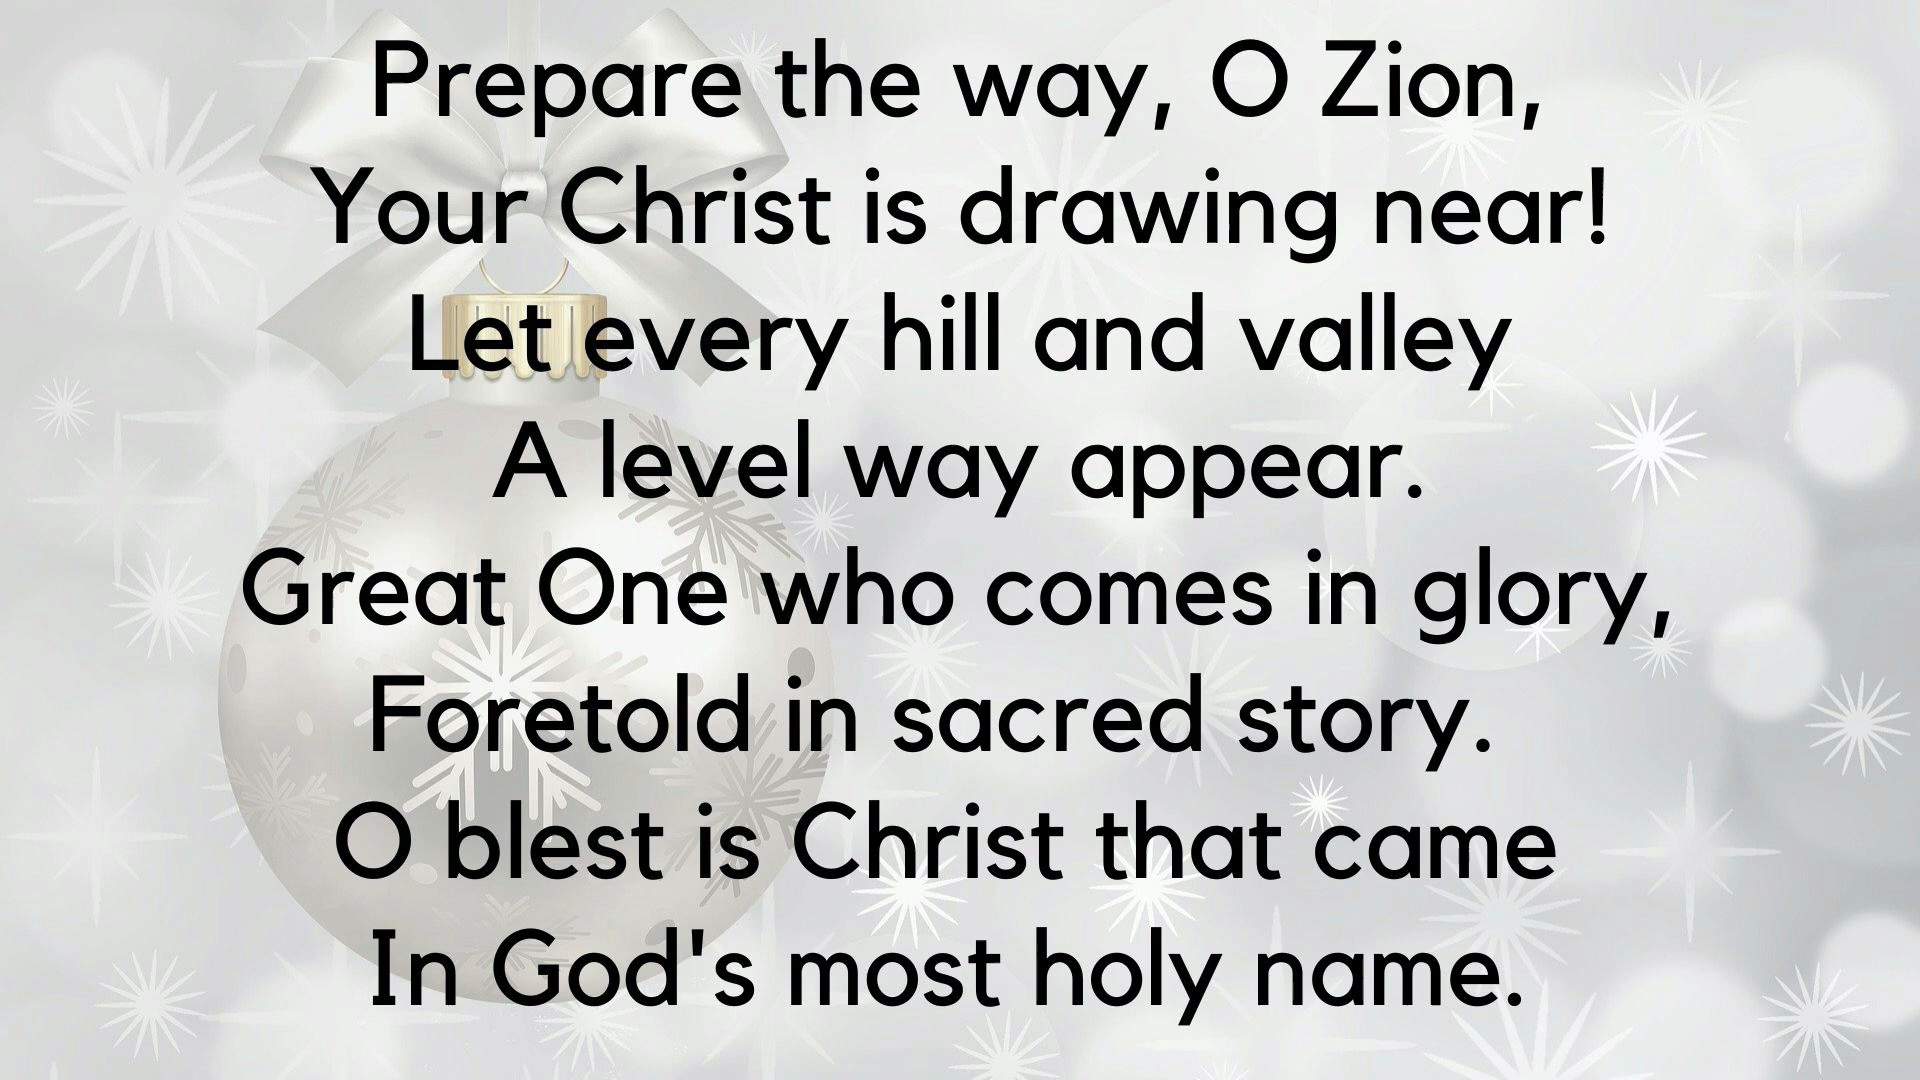 Prepare the way, O Zion,
Your Christ is drawing near!
Let every hill and valley
A level way appear.
Great One who comes in glory,
Foretold in sacred story.
O blest is Christ that came
In God's most holy name.